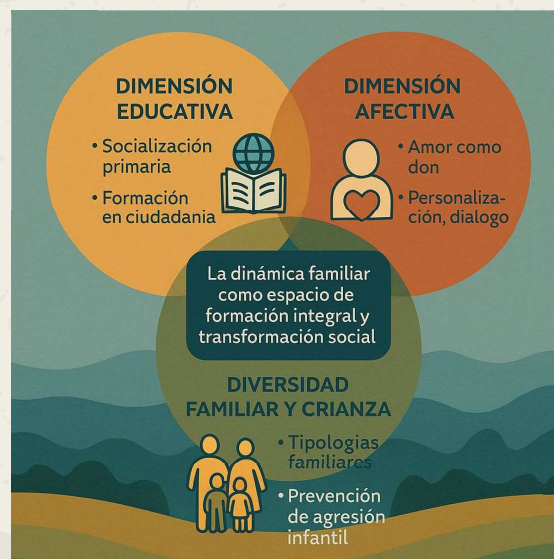 DIMENSIÓN
EDUCATIVA
• Socialización
primaria
• Formación
en ciudadania
DIMENSIÓN
AFECTIVA
• Amor como
don
• Personaliza-
ción, dialogo
La dinámica familiar
como espacio de
formación integral y
transformación social
DIVERSIDAD
FAMILIAR Y CRIANZA
• Tipologias
familiares
• Prevención
de agresión
infantil